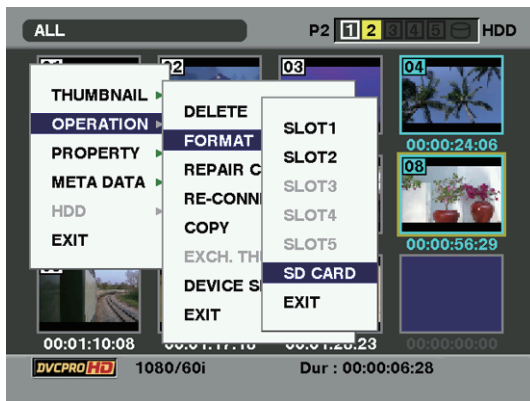 ALL
P2 1 2 3 4 5 HDD
03
04
THUMBNAIL
OPERATION
PROPERTY
META DATA
HDD
EXIT
DELETE
FORMAT
REPAIR C
RE-CONN
COPY
EXCH. TH
DEVICE S
EXIT
SLOT1
SLOT2
SLOT3
SLOT4
SLOT5
SD CARD
EXIT
00:00:24:06
08
00:00:56:29
00:01:10:08
00:00:00:00
DVCPRO HD 1080/60i Dur : 00:00:06:28